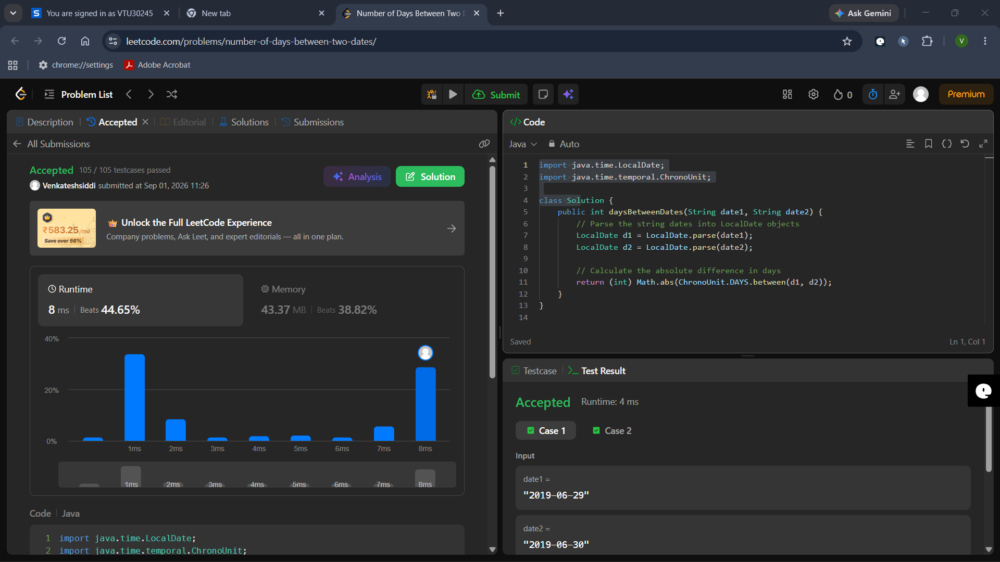 You are signed in as VTU30245
New tab
Number of Days Between Two
Ask Gemini
leetcode.com/problems/number-of-days-between-two-dates/
V
chrome://settings
Adobe Acrobat
Problem List
Submit
0
Premium
Description
Accepted
Editorial
Solutions
Submissions
All Submissions
Accepted 105 / 105 testcases passed
Venkateshsiddi submitted at Sep 01, 2026 11:26
Analysis
Solution
₹583.25/mo
Save over 56%
Unlock the Full LeetCode Experience
Company problems, Ask Leet, and expert editorials — all in one plan.
Runtime
8 ms Beats 44.65%
Memory
43.37 MB Beats 38.82%
40%
20%
0%
1ms 2ms 3ms 4ms 5ms 6ms 7ms 8ms
1ms 2ms 3ms 4ms 5ms 6ms 7ms 8ms
Code Java
1 import java.time.LocalDate;
2 import java.time.temporal.ChronoUnit;
Code
Java Auto
1 import java.time.LocalDate;
2 import java.time.temporal.ChronoUnit;
3
4 class Solution {
5 public int daysBetweenDates(String date1, String date2) {
6 // Parse the string dates into LocalDate objects
7 LocalDate d1 = LocalDate.parse(date1);
8 LocalDate d2 = LocalDate.parse(date2);
9
10 // Calculate the absolute difference in days
11 return (int) Math.abs(ChronoUnit.DAYS.between(d1, d2));
12 }
13 }
14
Saved
Ln 1, Col 1
Testcase
Test Result
Accepted Runtime: 4 ms
Case 1
Case 2
Input
date1 =
"2019-06-29"
date2 =
"2019-06-30"